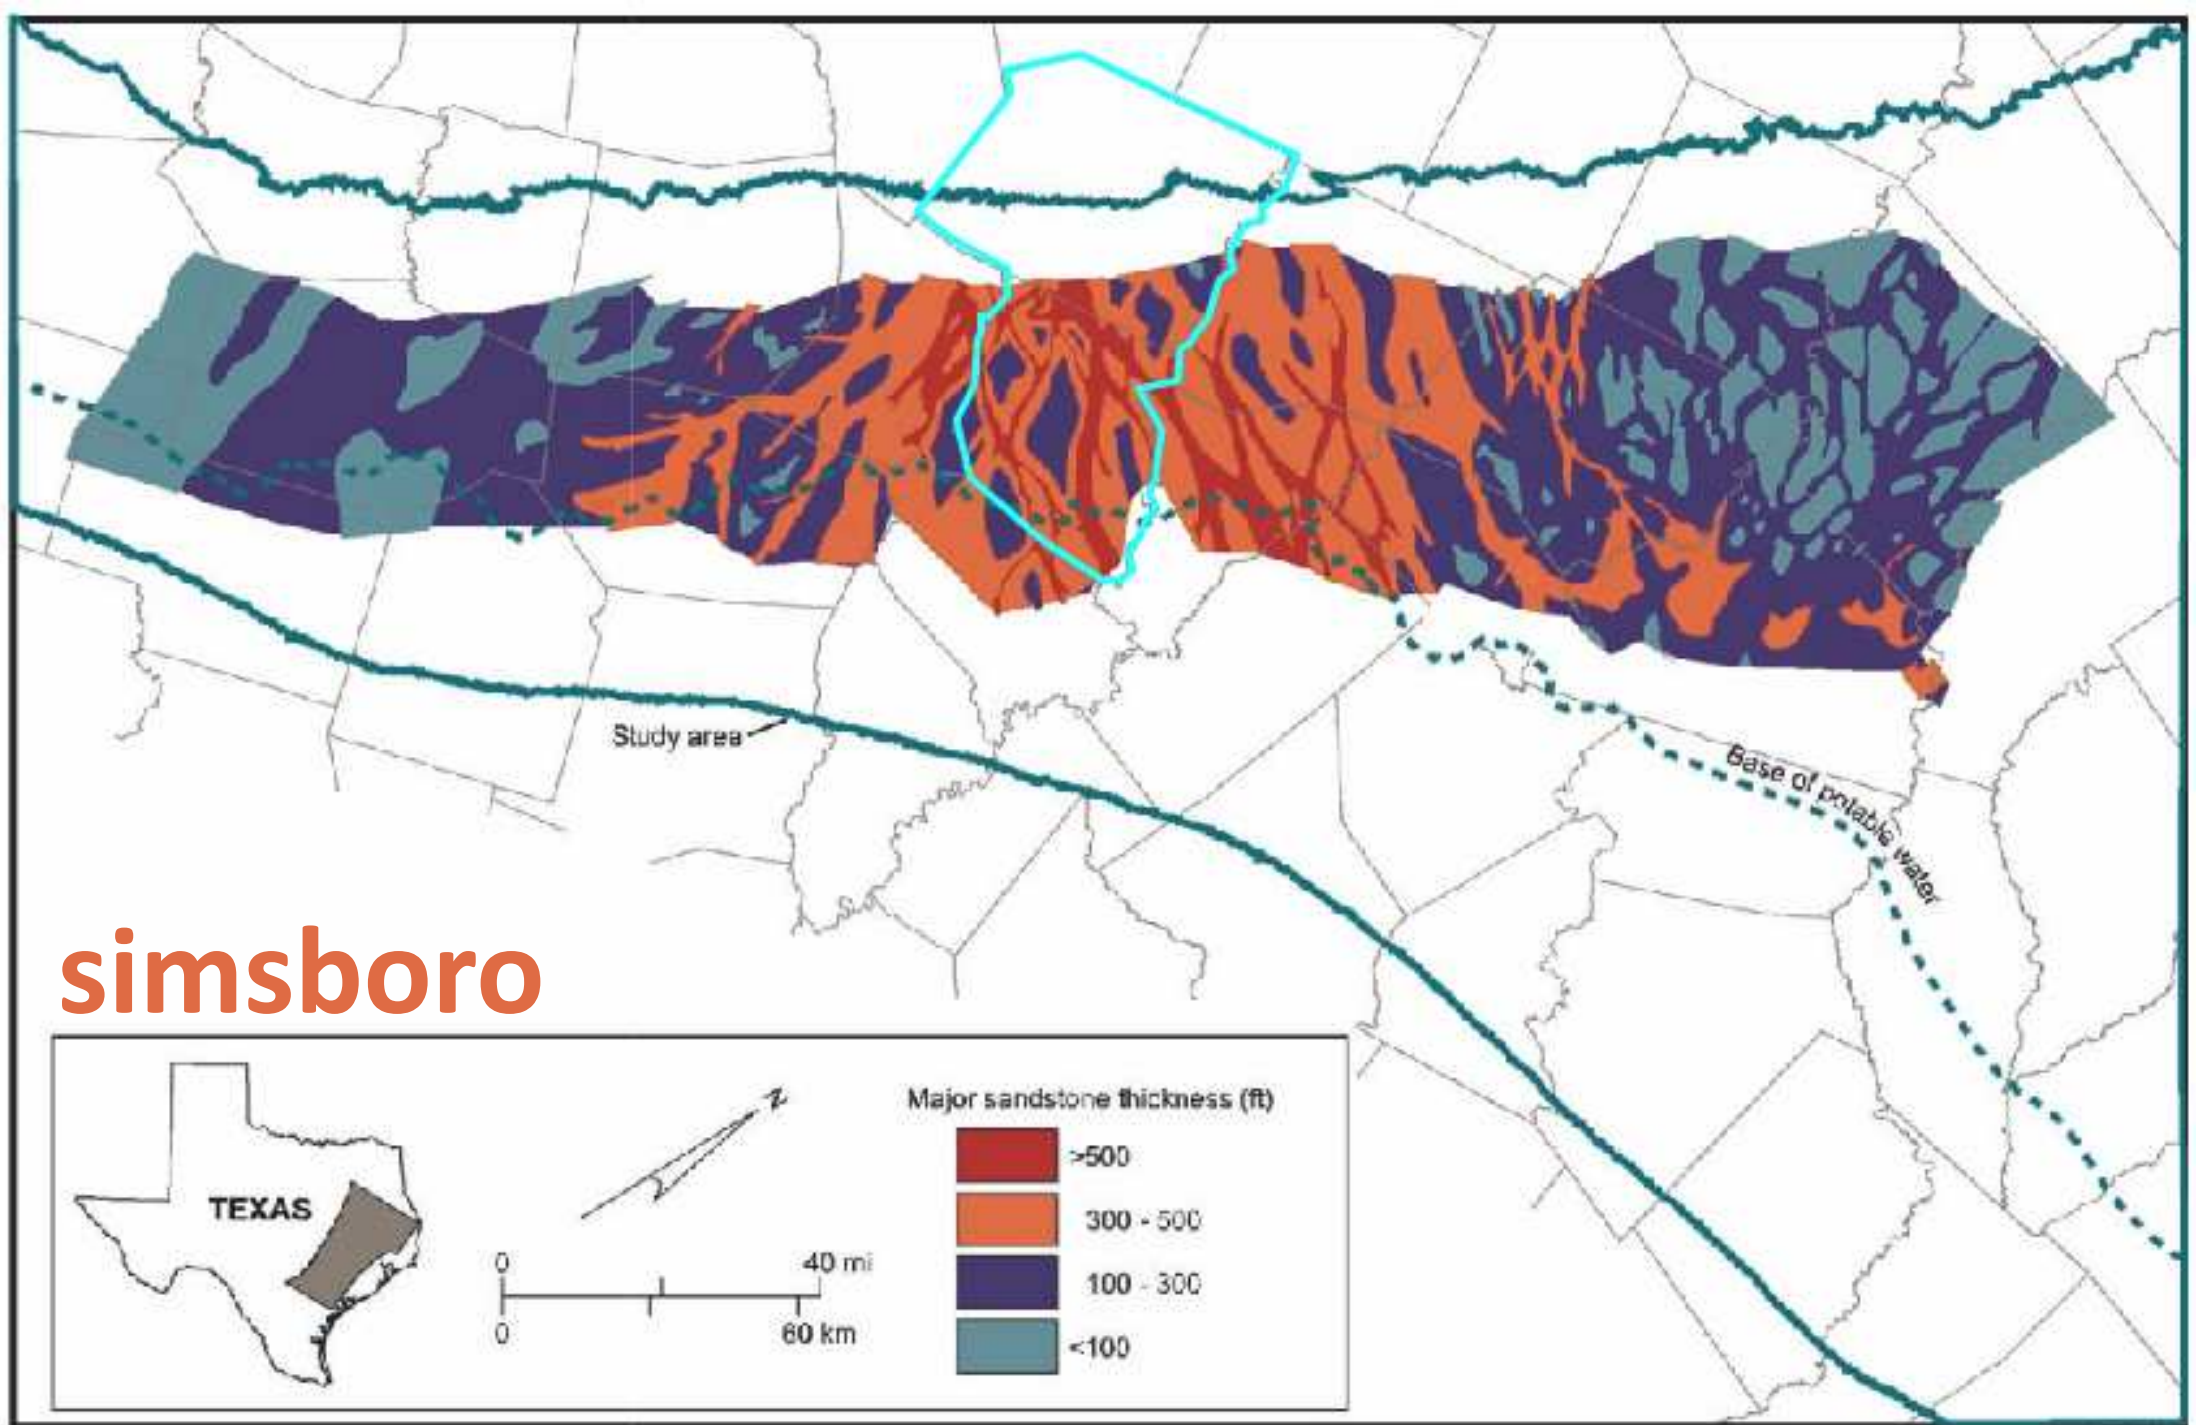 Study area
Base of potable water
simsboro
TEXAS
N
0 40 mi
0 60 km
Major sandstone thickness (ft)
>500
300 - 500
100 - 300
<100